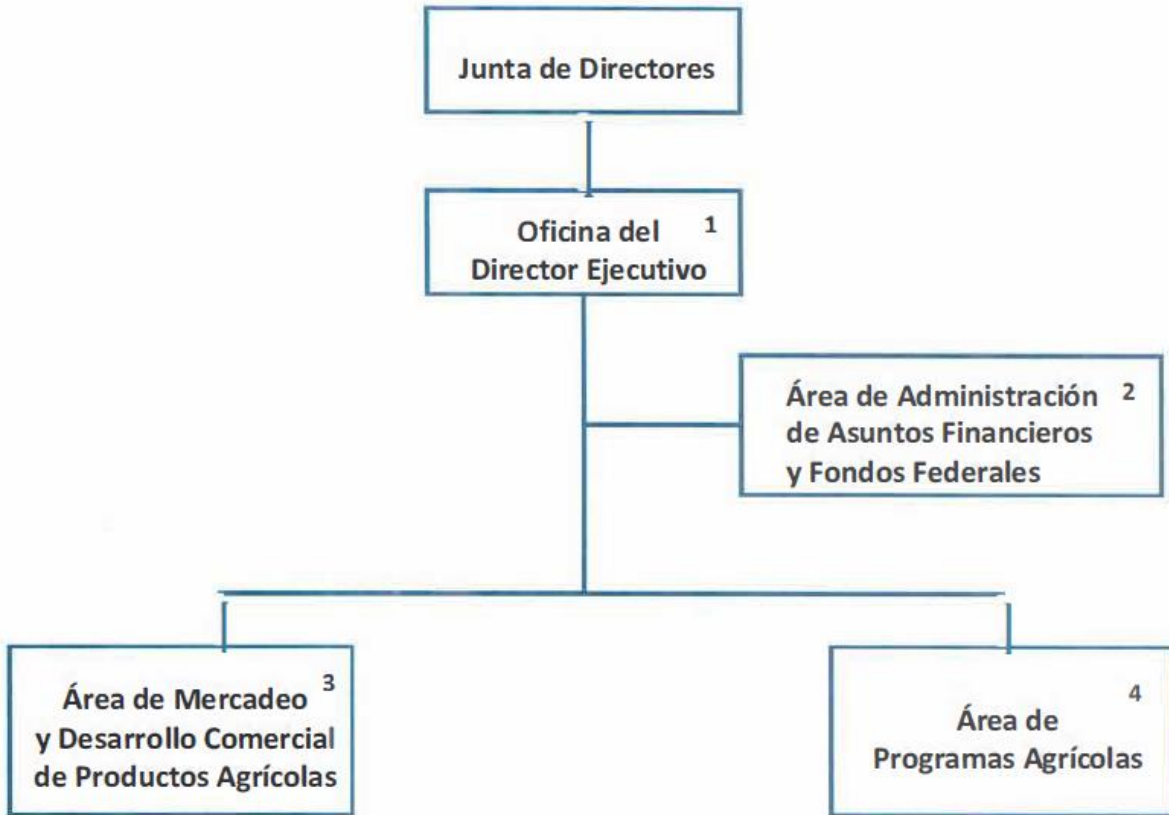 Junta de Directores
Oficina del 1
Director Ejecutivo
Área de Administración 2
de Asuntos Financieros
y Fondos Federales
Área de Mercadeo 3
y Desarrollo Comercial
de Productos Agrícolas
4
Área de
Programas Agrícolas